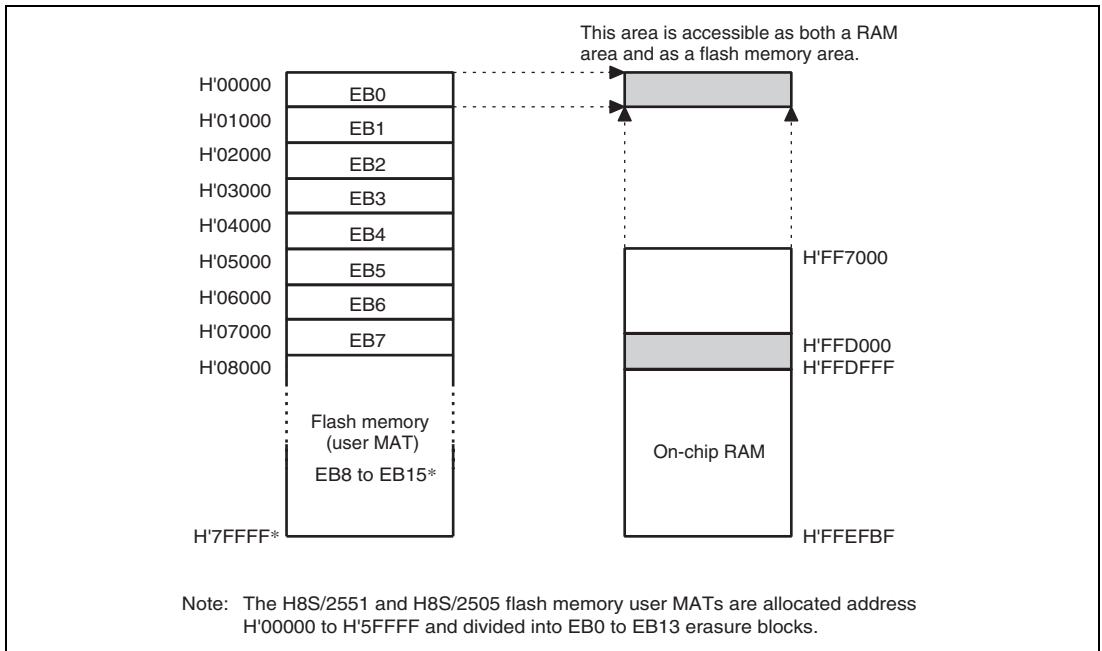 This area is accessible as both a RAM
area and as a flash memory area.
H'00000
EB0
H'01000
EB1
H'02000
EB2
H'03000
EB3
H'04000
EB4
H'05000
EB5
H'06000
EB6
H'07000
EB7
H'08000
Flash memory
(user MAT)
EB8 to EB15*
H'7FFFF*
H'FF7000
H'FFD000
H'FFDFFF
On-chip RAM
H'FFEFBF
Note: The H8S/2551 and H8S/2505 flash memory user MATs are allocated address
H'00000 to H'5FFFF and divided into EB0 to EB13 erasure blocks.